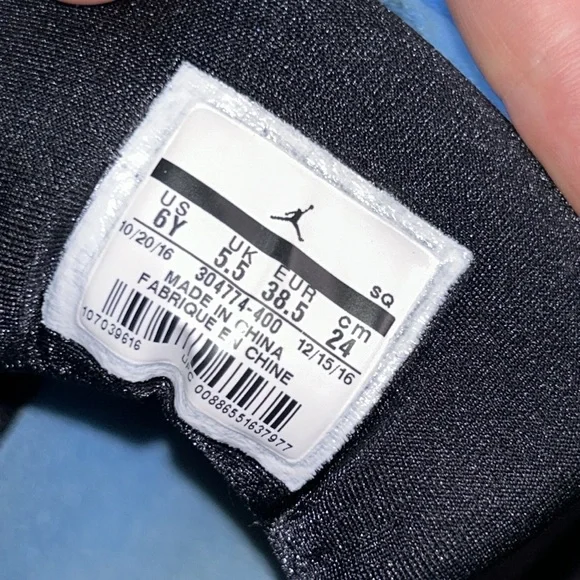 SQ
US UK EUR cm
6Y 5.5 38.5 24
10/20/16 304774-400 12/15/16
MADE IN CHINA
FABRIQUE EN CHINE
107039616
00886551637977